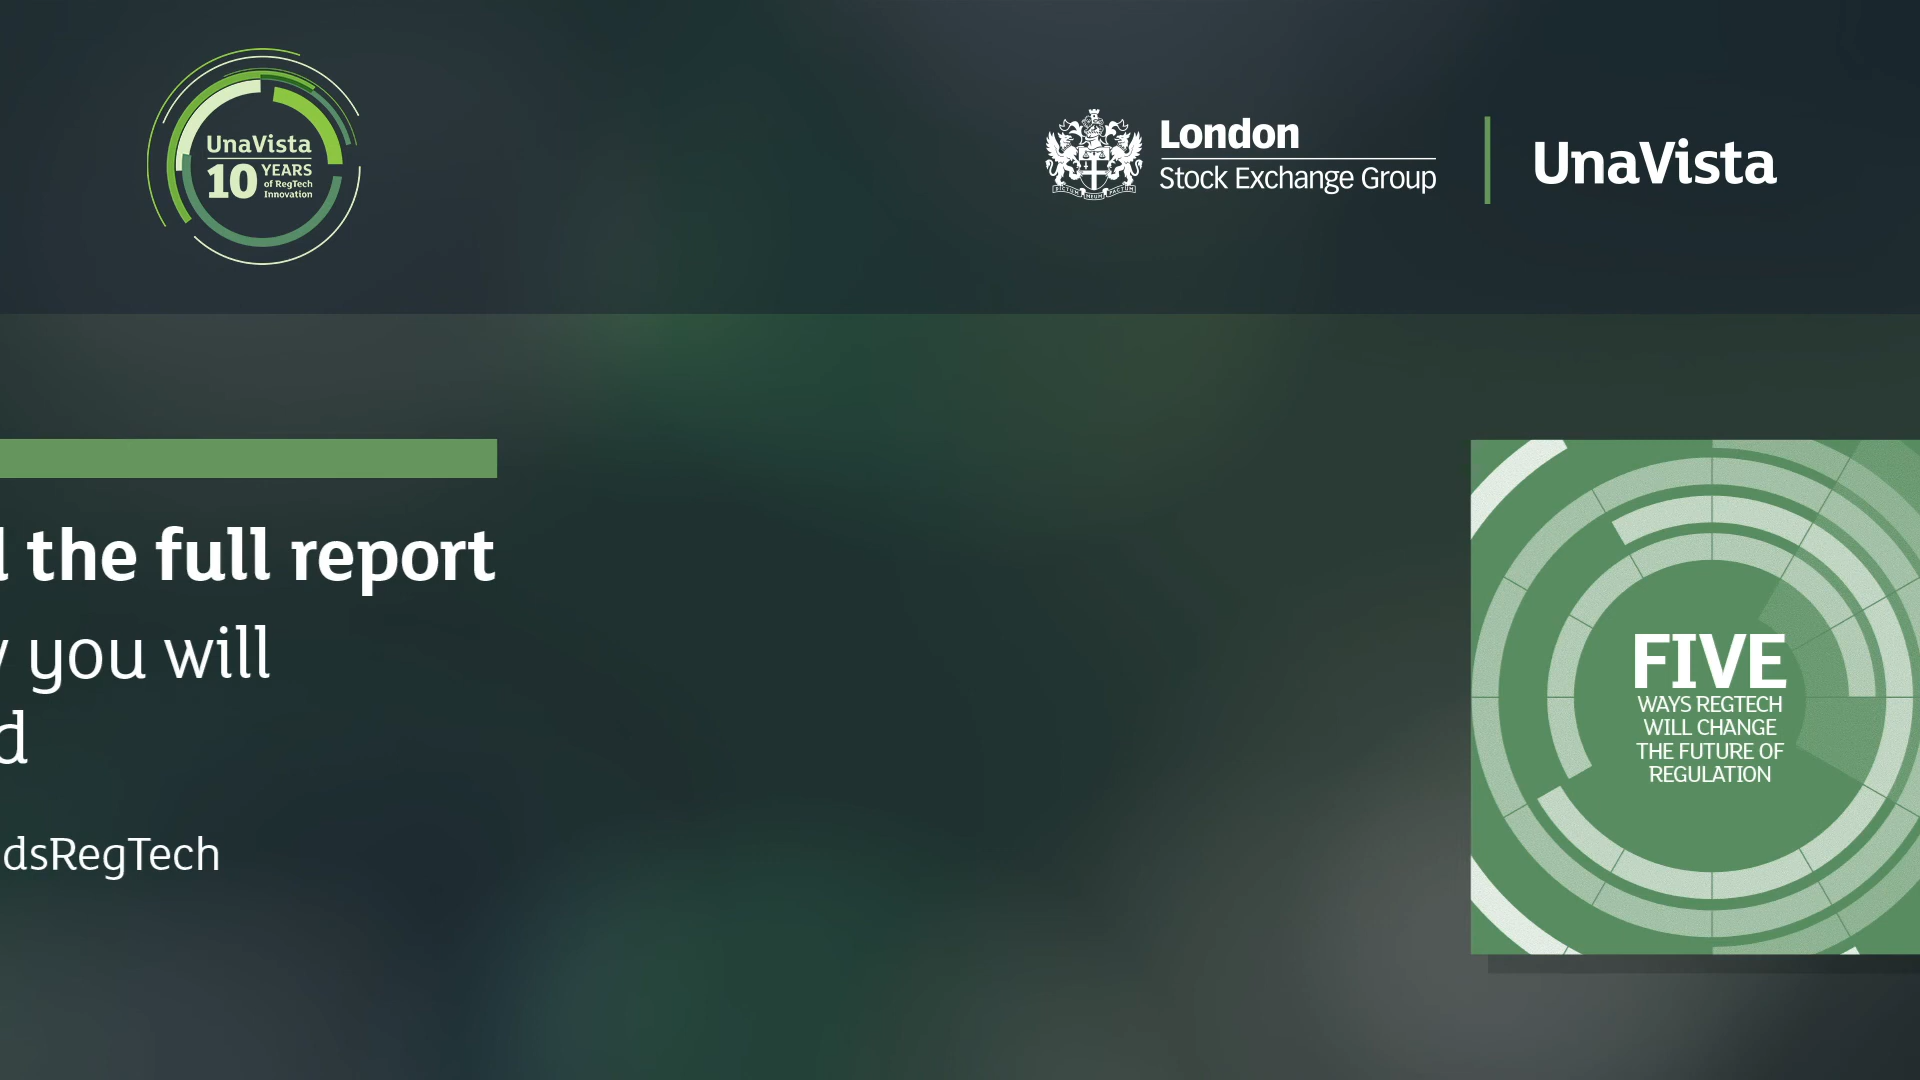 UnaVista
10 YEARS
of RegTech
Innovation
London
Stock Exchange Group
UnaVista
the full report
you will
dsRegTech
FIVE
WAYS REGTECH
WILL CHANGE
THE FUTURE OF
REGULATION